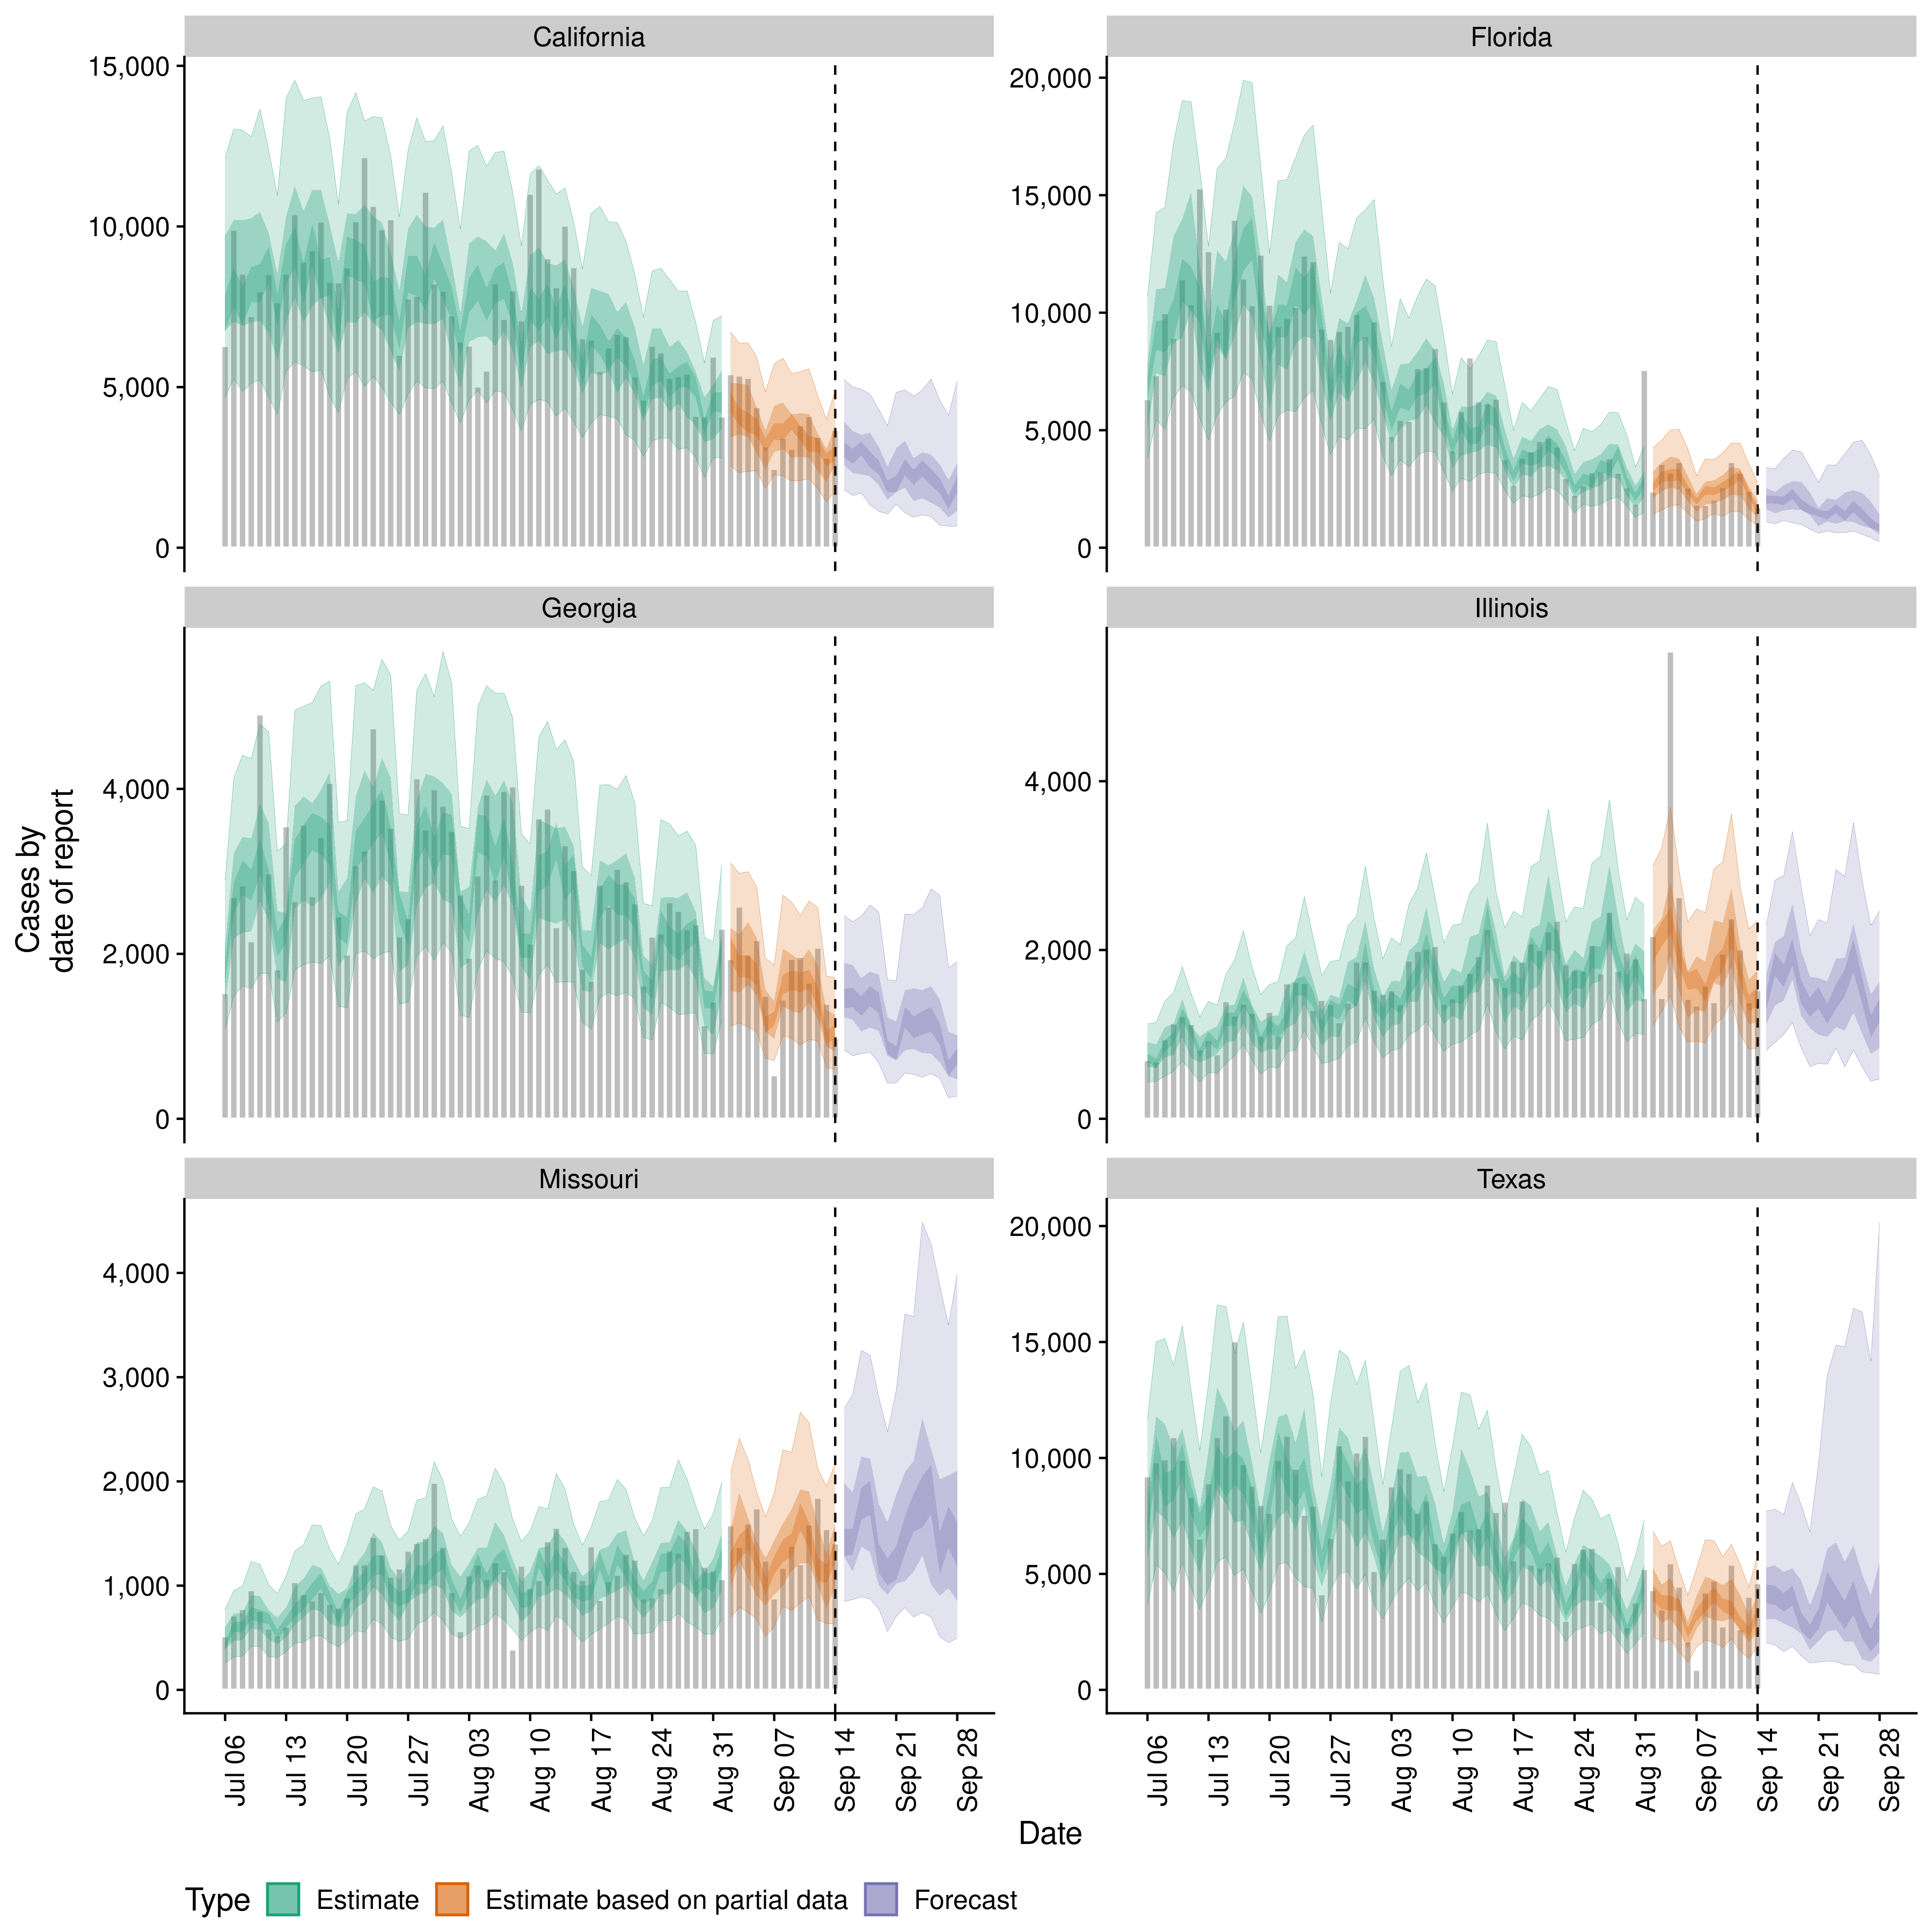 California
Florida
15,000
10,000
5,000
0
20,000
15,000
10,000
5,000
0
Georgia
Illinois
4,000
2,000
0
4,000
2,000
0
Missouri
Texas
4,000
3,000
2,000
1,000
0
20,000
15,000
10,000
5,000
0
Cases by
date of report
Jul 06
Jul 13
Jul 20
Jul 27
Aug 03
Aug 10
Aug 17
Aug 24
Aug 31
Sep 07
Sep 14
Sep 21
Sep 28
Jul 06
Jul 13
Jul 20
Jul 27
Aug 03
Aug 10
Aug 17
Aug 24
Aug 31
Sep 07
Sep 14
Sep 21
Sep 28
Date
Type Estimate Estimate based on partial data Forecast